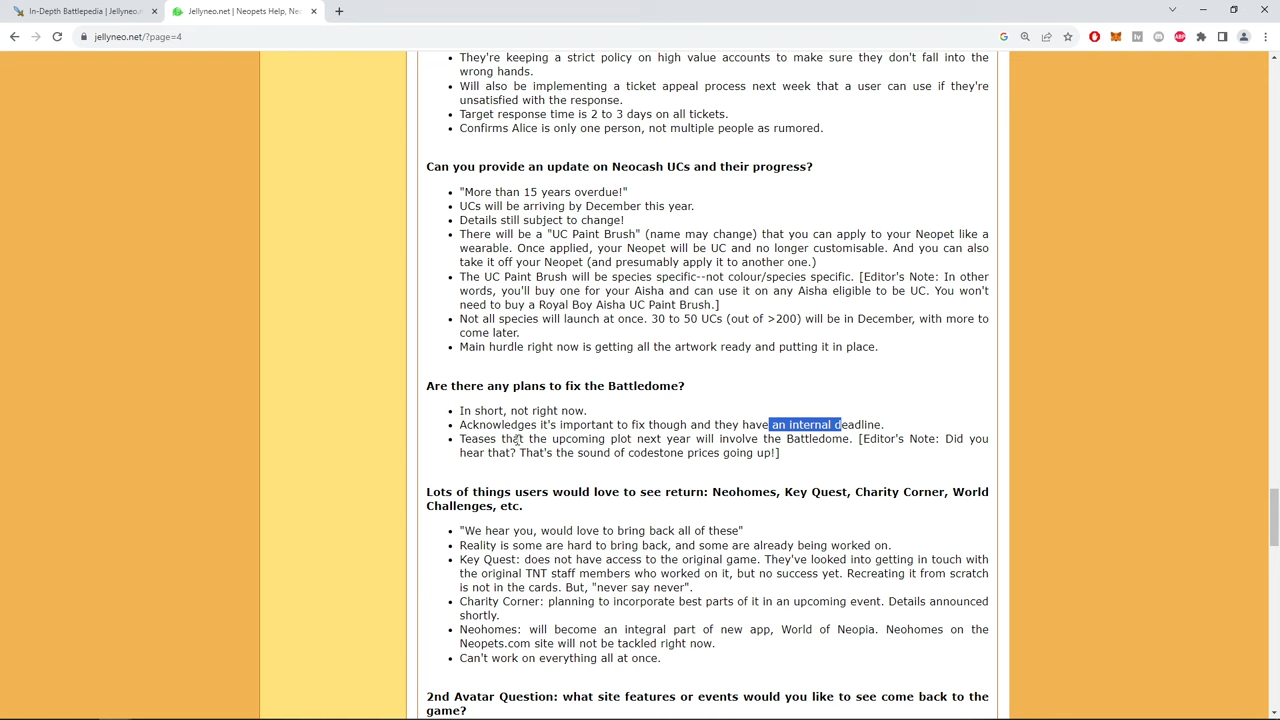 In-Depth Battlepedia | Jellyneo.n
Jellyneo.net | Neopets Help, Neo
jellyneo.net/?page=4
They're keeping a strict policy on high value accounts to make sure they don't fall into the
wrong hands.
Will also be implementing a ticket appeal process next week that a user can use if they're
unsatisfied with the response.
Target response time is 2 to 3 days on all tickets.
Confirms Alice is only one person, not multiple people as rumored.
Can you provide an update on Neocash UCs and their progress?
"More than 15 years overdue!"
UCs will be arriving by December this year.
Details still subject to change!
There will be a "UC Paint Brush" (name may change) that you can apply to your Neopet like a
wearable. Once applied, your Neopet will be UC and no longer customisable. And you can also
take it off your Neopet (and presumably apply it to another one.)
The UC Paint Brush will be species specific--not colour/species specific. [Editor's Note: In other
words, you'll buy one for your Aisha and can use it on any Aisha eligible to be UC. You won't
need to buy a Royal Boy Aisha UC Paint Brush.]
Not all species will launch at once. 30 to 50 UCs (out of >200) will be in December, with more to
come later.
Main hurdle right now is getting all the artwork ready and putting it in place.
Are there any plans to fix the Battledome?
In short, not right now.
Acknowledges it's important to fix though and they have an internal deadline.
Teases that the upcoming plot next year will involve the Battledome. [Editor's Note: Did you
hear that? That's the sound of codestone prices going up!]
Lots of things users would love to see return: Neohomes, Key Quest, Charity Corner, World
Challenges, etc.
"We hear you, would love to bring back all of these"
Reality is some are hard to bring back, and some are already being worked on.
Key Quest: does not have access to the original game. They've looked into getting in touch with
the original TNT staff members who worked on it, but no success yet. Recreating it from scratch
is not in the cards. But, "never say never".
Charity Corner: planning to incorporate best parts of it in an upcoming event. Details announced
shortly.
Neohomes: will become an integral part of new app, World of Neopia. Neohomes on the
Neopets.com site will not be tackled right now.
Can't work on everything all at once.
2nd Avatar Question: what site features or events would you like to see come back to the
game?